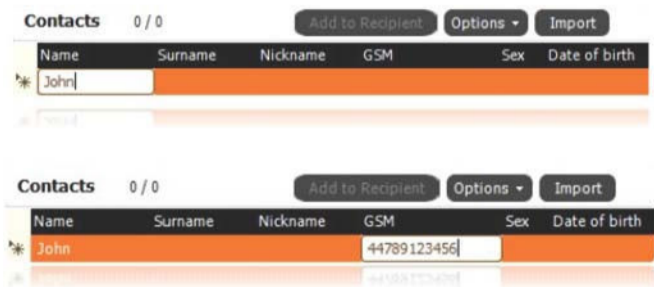 Contacts 0 / 0 Add to Recipient Options Import
Name Surname Nickname GSM Sex Date of birth
John
Contacts 0 / 0 Add to Recipient Options Import
Name Surname Nickname GSM Sex Date of birth
John 44789123456